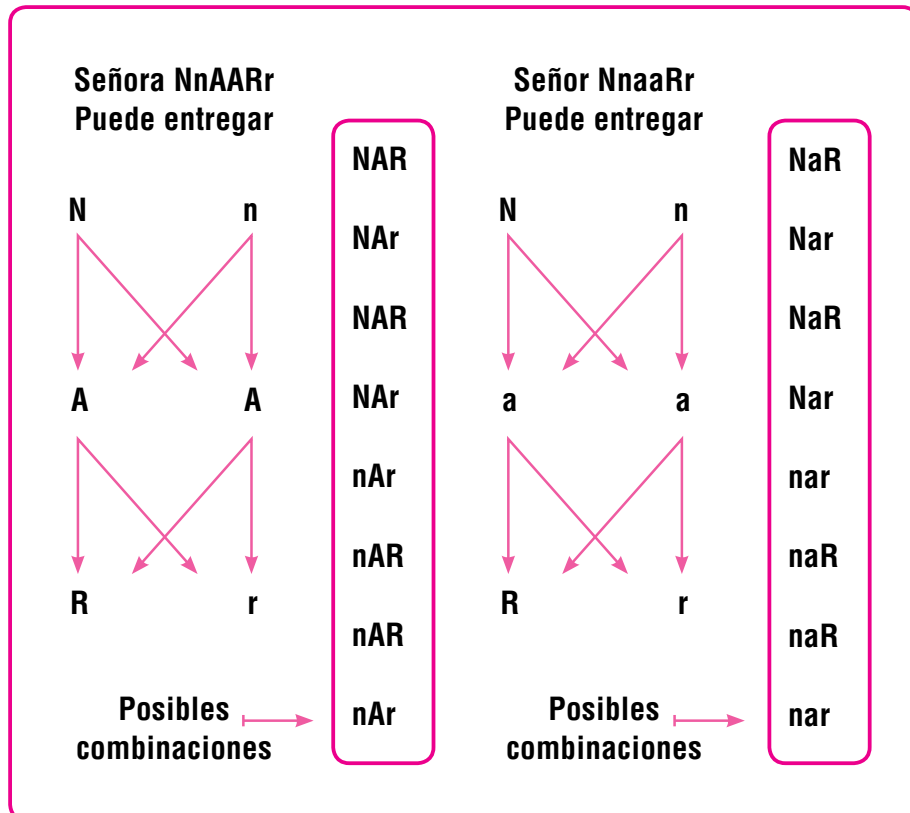 Señora NnAARr
Puede entregar
N n
A A
R r
Posibles
combinaciones
NAR
NAr
NAR
NAr
nAr
nAR
nAR
nAr
Señor NnaaRr
Puede entregar
N n
a a
R r
Posibles
combinaciones
NaR
Nar
NaR
Nar
nar
naR
naR
nar